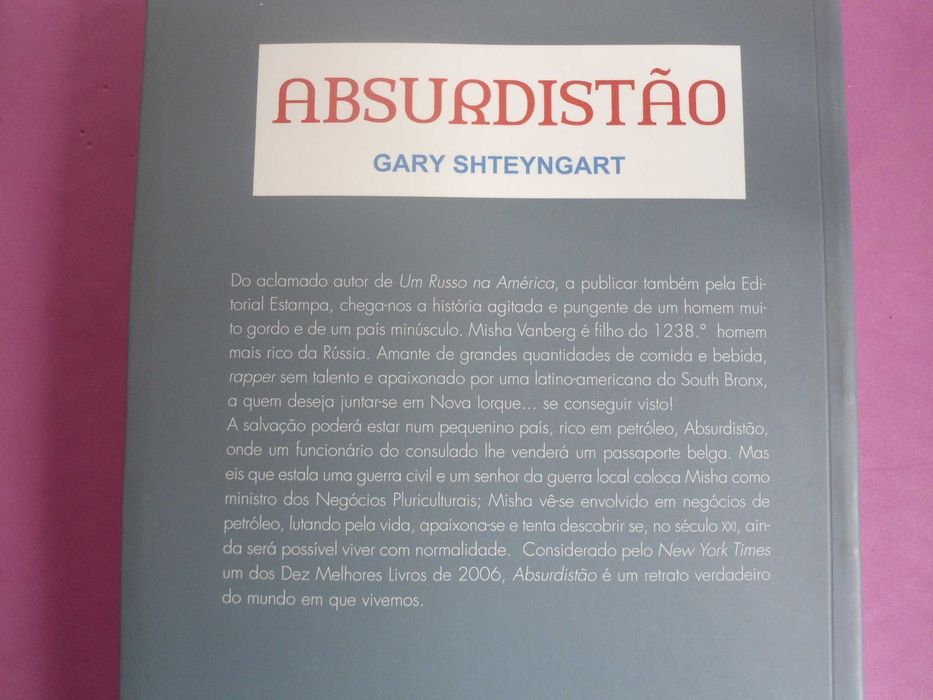 ABSURDISTÃO
GARY SHTEYNGART
Do aclamado autor de Um Russo na América, a publicar também pela Edi-
torial Estampa, chega-nos a história agitada e pungente de um homem mui-
to gordo e de um país minúsculo. Misha Vanberg é filho do 1238.º homem
mais rico da Rússia. Amante de grandes quantidades de comida e bebida,
rapper sem talento e apaixonado por uma latino-americana do South Bronx,
a quem deseja juntar-se em Nova Iorque... se conseguir visto!
A salvação poderá estar num pequenino país, rico em petróleo, Absurdistão,
onde um funcionário do consulado lhe venderá um passaporte belga. Mas
eis que estala uma guerra civil e um senhor da guerra local coloca Misha como
ministro dos Negócios Pluriculturais; Misha vê-se envolvido em negócios de
petróleo, lutando pela vida, apaixona-se e tenta descobrir se, no século XXI, ain-
da será possível viver com normalidade. Considerado pelo New York Times
um dos Dez Melhores Livros de 2006, Absurdistão é um retrato verdadeiro
do mundo em que vivemos.